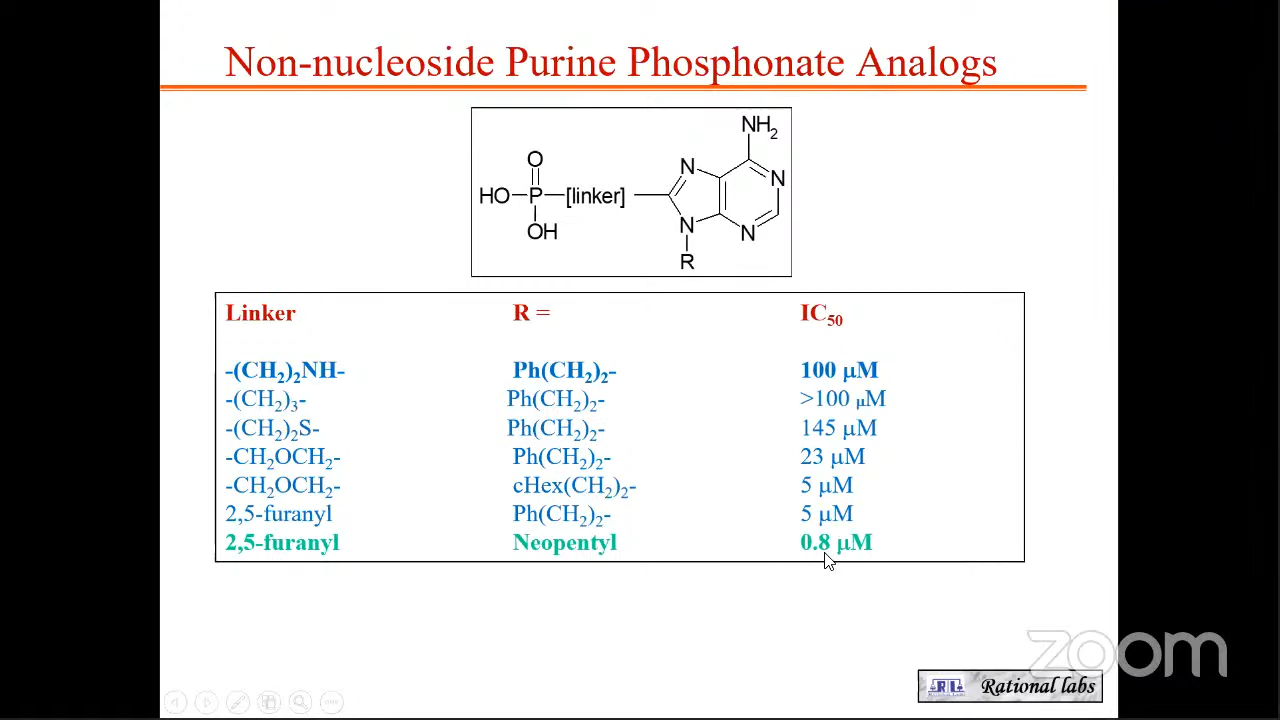 Non-nucleoside Purine Phosphonate Analogs
NH2
O
N
N
HO
P
[linker]
N
N
OH
R
Linker R = IC50
-(CH2)2NH- Ph(CH2)2- 100 μM
-(CH2)3- Ph(CH2)2- >100 μM
-(CH2)2S- Ph(CH2)2- 145 μM
-CH2OCH2- Ph(CH2)2- 23 μM
-CH2OCH2- cHex(CH2)2- 5 μM
2,5-furanyl Ph(CH2)2- 5 μM
2,5-furanyl Neopentyl 0.8 μM
zoom
RL Rational labs